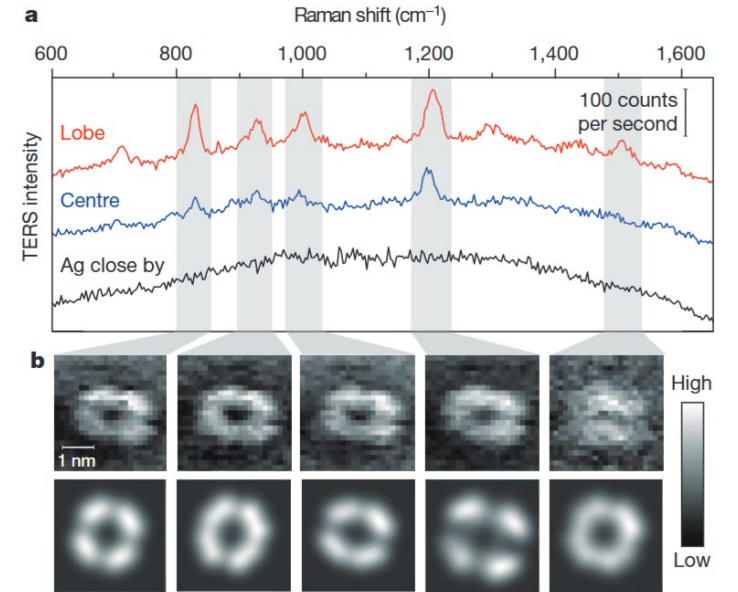 a
Raman shift (cm⁻¹)
600 800 1,000 1,200 1,400 1,600
100 counts
per second
Lobe
Centre
Ag close by
TERS intensity
b
1 nm
High
Low